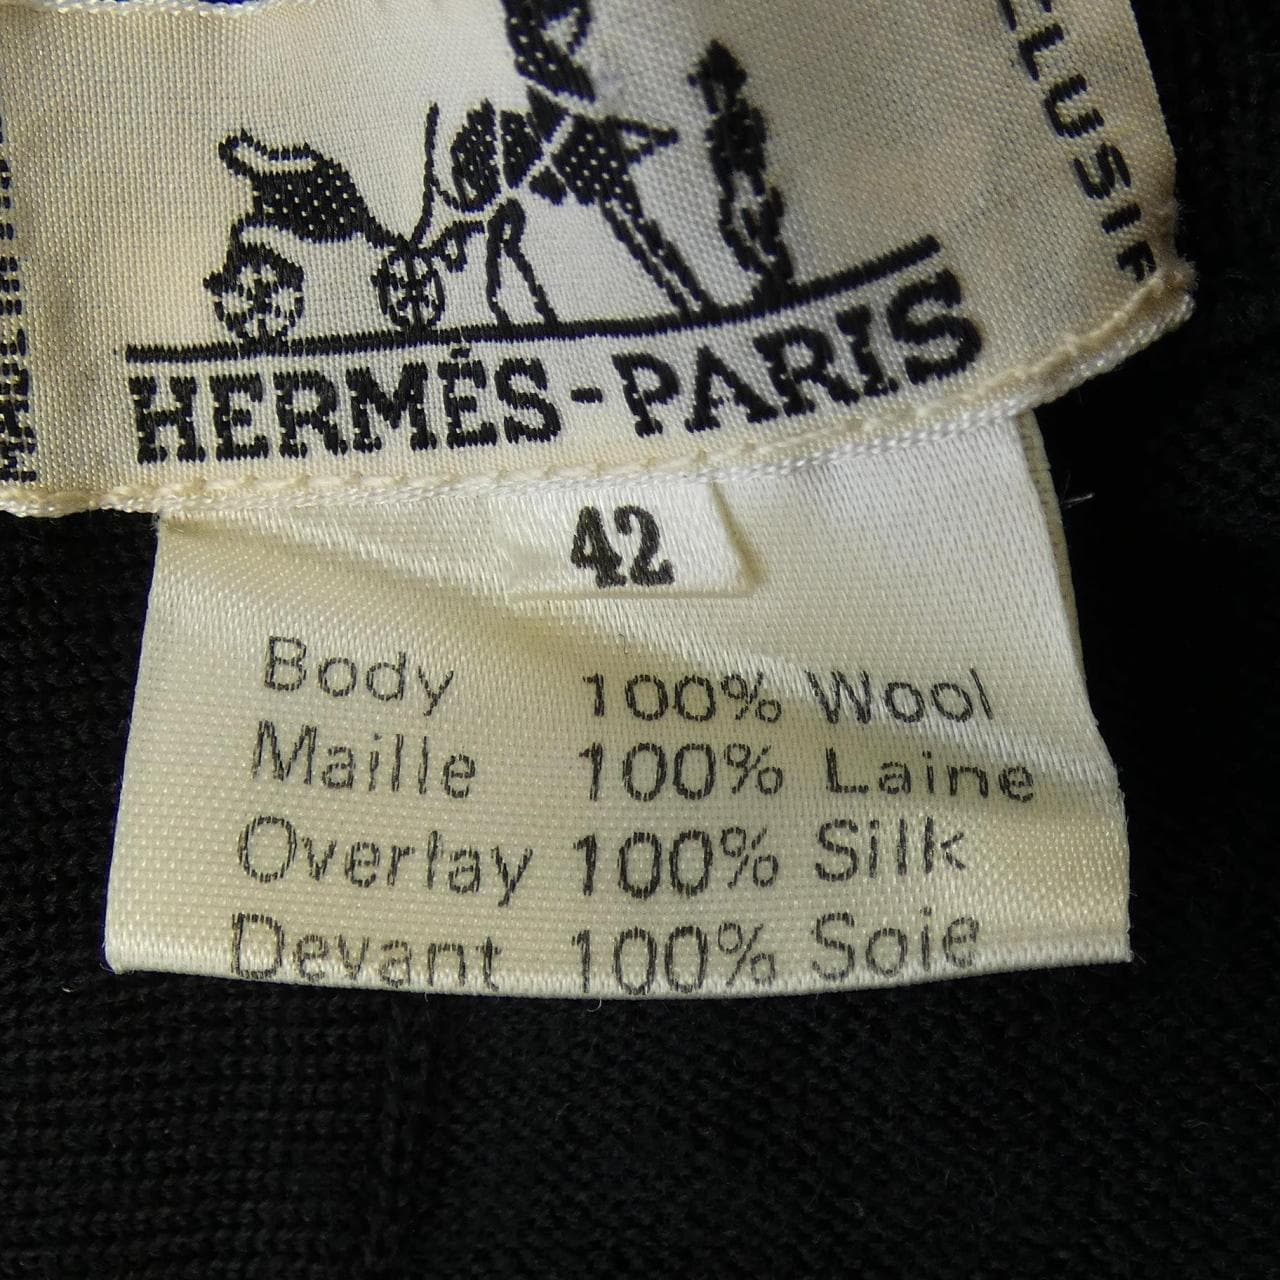 HERMÈS-PARIS
42
Body 100% Wool
Maille 100% Laine
Overlay 100% Silk
Devant 100% Soie